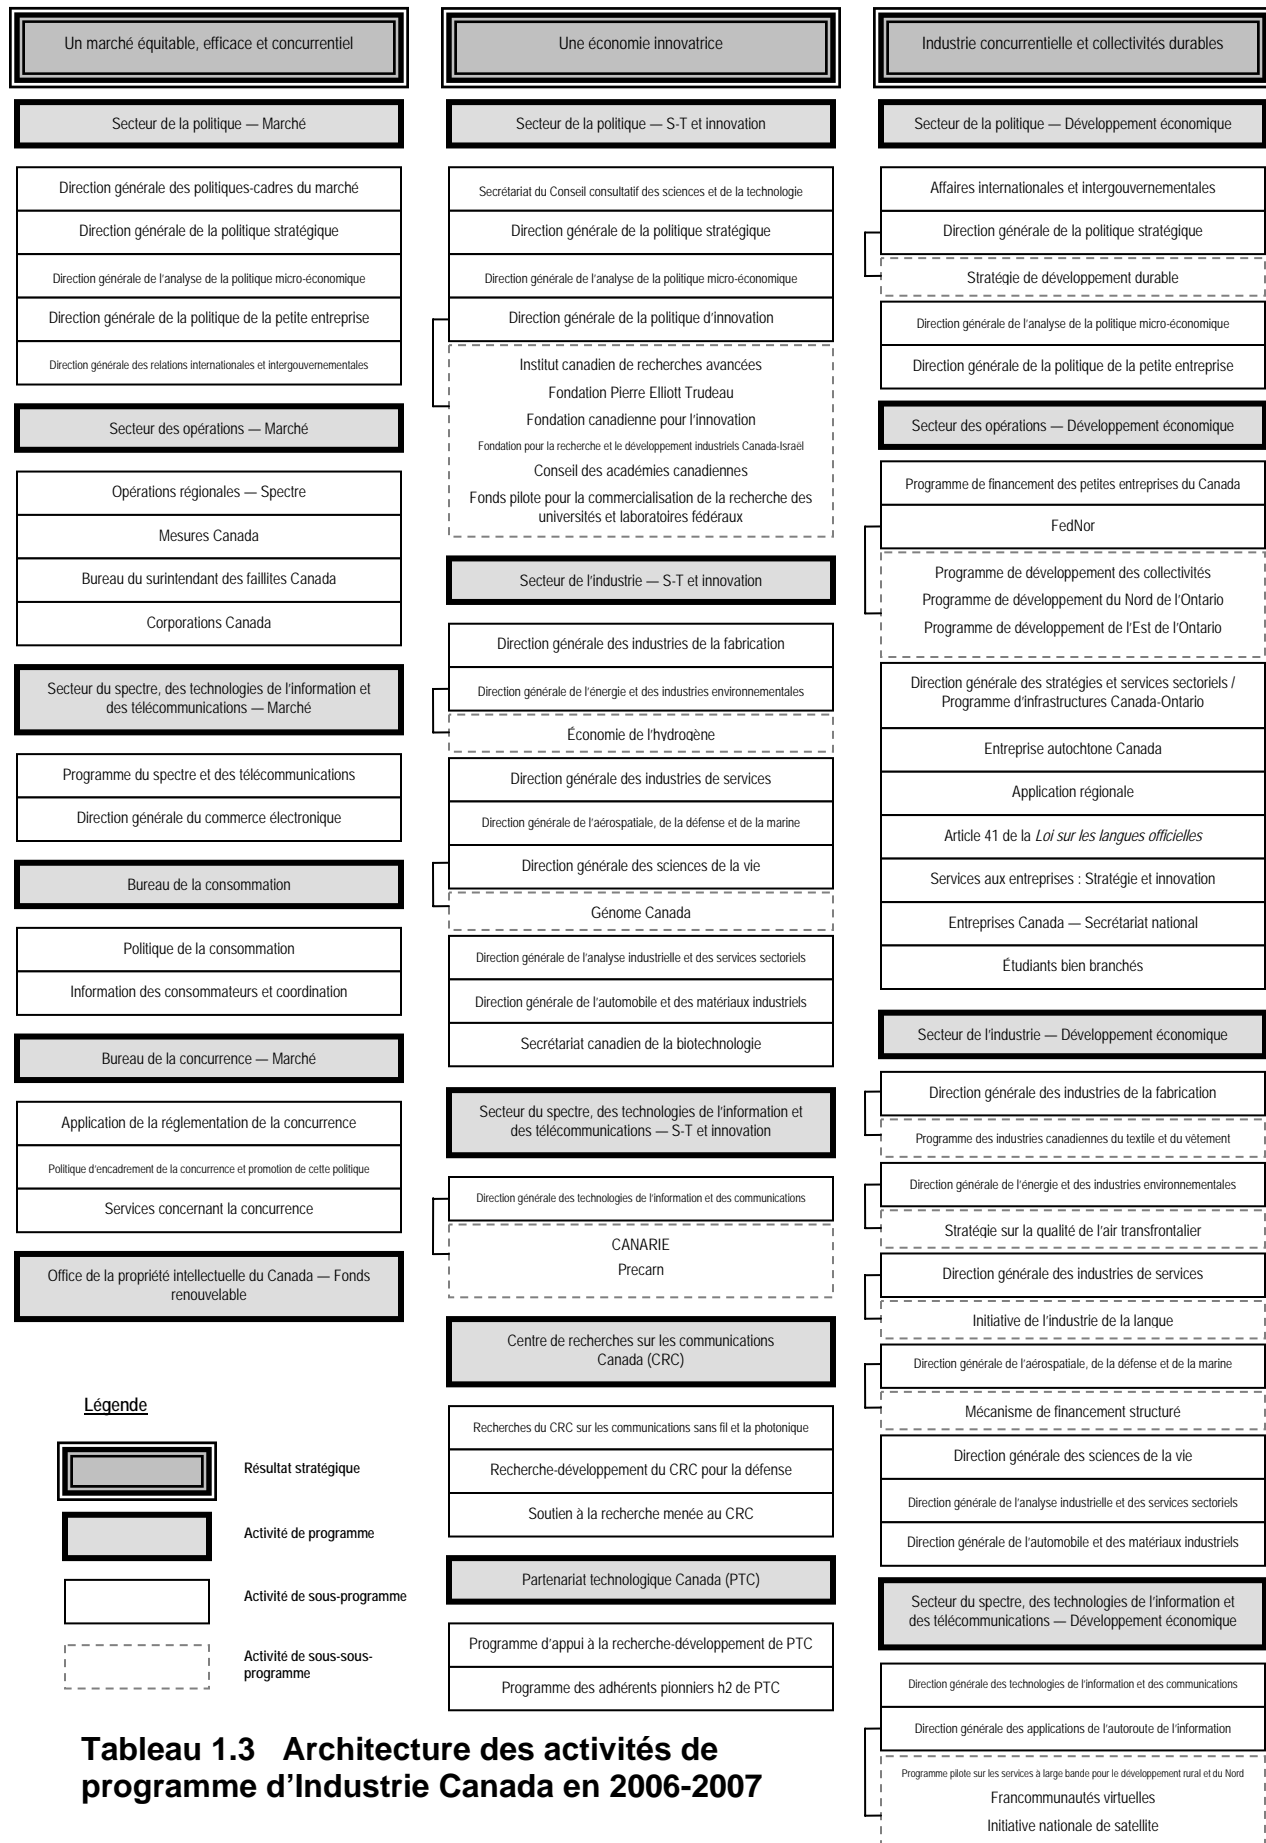 Un marché équitable, efficace et concurrentiel
Secteur de la politique — Marché
Direction générale des politiques-cadres du marché
Direction générale de la politique stratégique
Direction générale de l'analyse de la politique micro-économique
Direction générale de la politique de la petite entreprise
Direction générale des relations internationales et intergouvernementales
Secteur des opérations — Marché
Opérations régionales — Spectre
Mesures Canada
Bureau du surintendant des faillites Canada
Corporations Canada
Secteur du spectre, des technologies de l'information et
des télécommunications — Marché
Programme du spectre et des télécommunications
Direction générale du commerce électronique
Bureau de la consommation
Politique de la consommation
Information des consommateurs et coordination
Bureau de la concurrence — Marché
Application de la réglementation de la concurrence
Politique d'encadrement de la concurrence et promotion de cette politique
Services concernant la concurrence
Office de la propriété intellectuelle du Canada — Fonds
renouvelable
Une économie innovatrice
Secteur de la politique — S-T et innovation
Secrétariat du Conseil consultatif des sciences et de la technologie
Direction générale de la politique stratégique
Direction générale de l'analyse de la politique micro-économique
Direction générale de la politique d'innovation
Institut canadien de recherches avancées
Fondation Pierre Elliott Trudeau
Fondation canadienne pour l'innovation
Fondation pour la recherche et le développement industriels Canada-Israël
Conseil des académies canadiennes
Fonds pilote pour la commercialisation de la recherche des
universités et laboratoires fédéraux
Secteur de l'industrie — S-T et innovation
Direction générale des industries de la fabrication
Direction générale de l'énergie et des industries environnementales
Économie de l'hydrogène
Direction générale des industries de services
Direction générale de l'aérospatiale, de la défense et de la marine
Direction générale des sciences de la vie
Génome Canada
Direction générale de l'analyse industrielle et des services sectoriels
Direction générale de l'automobile et des matériaux industriels
Secrétariat canadien de la biotechnologie
Secteur du spectre, des technologies de l'information et
des télécommunications — S-T et innovation
Direction générale des technologies de l'information et des communications
CANARIE
Precarn
Centre de recherches sur les communications
Canada (CRC)
Recherches du CRC sur les communications sans fil et la photonique
Recherche-développement du CRC pour la défense
Soutien à la recherche menée au CRC
Partenariat technologique Canada (PTC)
Programme d'appui à la recherche-développement de PTC
Programme des adhérents pionniers h2 de PTC
Industrie concurrentielle et collectivités durables
Secteur de la politique — Développement économique
Affaires internationales et intergouvernementales
Direction générale de la politique stratégique
Stratégie de développement durable
Direction générale de l'analyse de la politique micro-économique
Direction générale de la politique de la petite entreprise
Secteur des opérations — Développement économique
Programme de financement des petites entreprises du Canada
FedNor
Programme de développement des collectivités
Programme de développement du Nord de l'Ontario
Programme de développement de l'Est de l'Ontario
Direction générale des stratégies et services sectoriels /
Programme d'infrastructures Canada-Ontario
Entreprise autochtone Canada
Application régionale
Article 41 de la Loi sur les langues officielles
Services aux entreprises : Stratégie et innovation
Entreprises Canada — Secrétariat national
Étudiants bien branchés
Secteur de l'industrie — Développement économique
Direction générale des industries de la fabrication
Programme des industries canadiennes du textile et du vêtement
Direction générale de l'énergie et des industries environnementales
Stratégie sur la qualité de l'air transfrontalier
Direction générale des industries de services
Initiative de l'industrie de la langue
Direction générale de l'aérospatiale, de la défense et de la marine
Mécanisme de financement structuré
Direction générale des sciences de la vie
Direction générale de l'analyse industrielle et des services sectoriels
Direction générale de l'automobile et des matériaux industriels
Secteur du spectre, des technologies de l'information et
des télécommunications — Développement économique
Direction générale des technologies de l'information et des communications
Direction générale des applications de l'autoroute de l'information
Programme pilote sur les services à large bande pour le développement rural et du Nord
Francommunautés virtuelles
Initiative nationale de satellite
Légende
Résultat stratégique
Activité de programme
Activité de sous-programme
Activité de sous-sous-
programme
Tableau 1.3 Architecture des activités de
programme d'Industrie Canada en 2006-2007